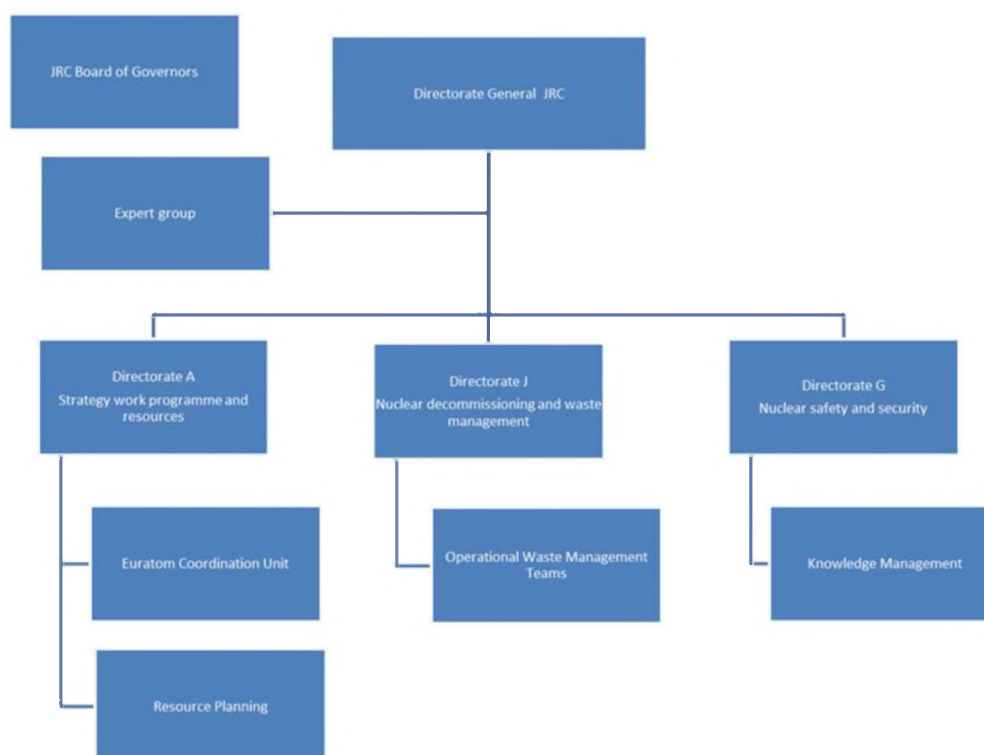 JRC Board of Governors
Directorate General JRC
Expert group
Directorate A
Strategy work programme and
resources
Directorate J
Nuclear decommissioning and waste
management
Directorate G
Nuclear safety and security
Euratom Coordination Unit
Operational Waste Management
Teams
Knowledge Management
Resource Planning